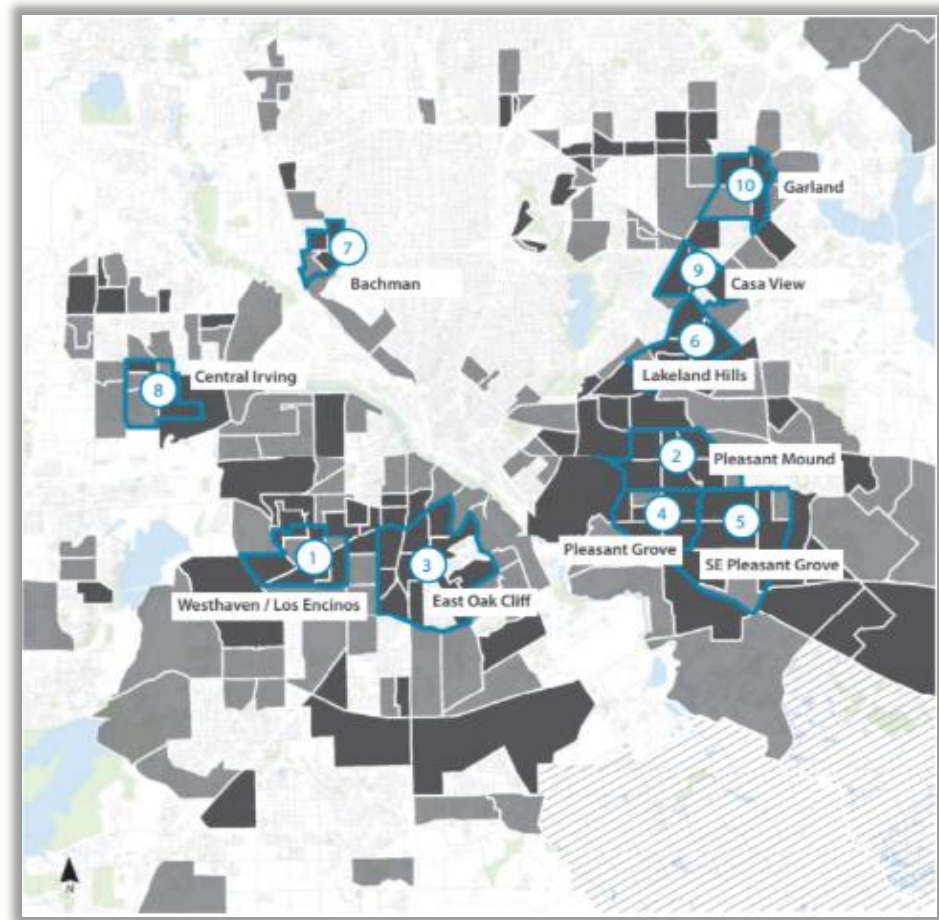 10
Garland
7
Bachman
9
Casa View
6
Lakeland Hills
Central Irving
8
2
Pleasant Mound
4
5
Pleasant Grove
SE Pleasant Grove
1
3
Westhaven / Los Encinos
East Oak Cliff
N